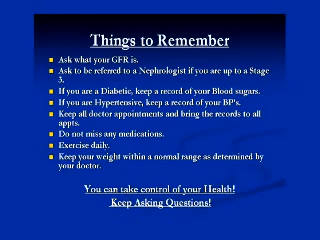 Things to Remember
Ask what your GFR is.
Ask to be referred to a Nephrologist if you are up to a Stage
3.
If you are a Diabetic, keep a record of your Blood sugars.
If you are Hypertensive, keep a record of your BP's.
Keep all doctor appointments and bring the records to all
appts.
Do not miss any medications.
Exercise daily.
Keep your weight within a normal range as determined by
your doctor.
You can take control of your Health!
Keep Asking Questions!